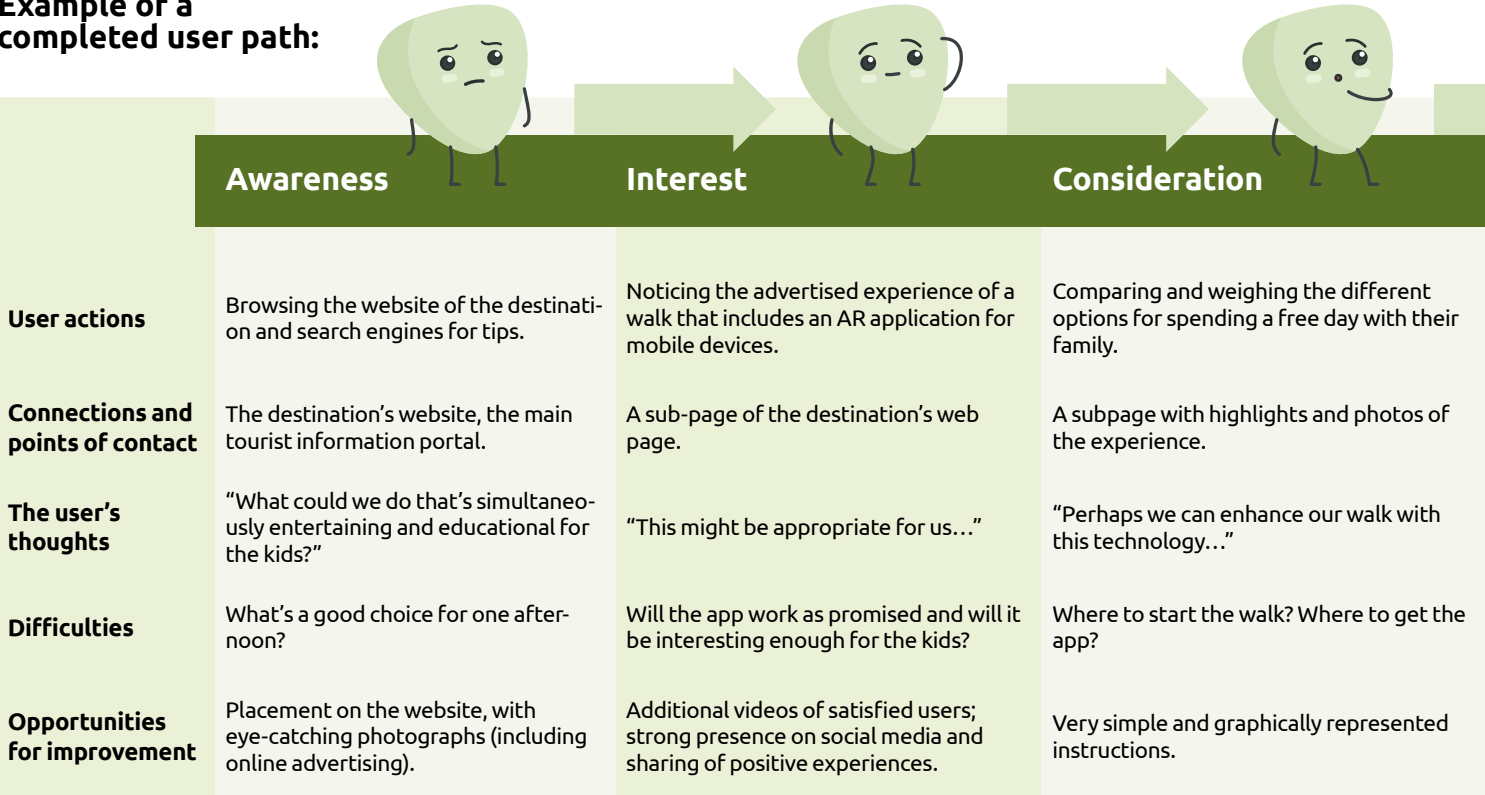 Example of a
completed user path:
Awareness
Interest
Consideration
User actions
Browsing the website of the destinati-
on and search engines for tips.
Noticing the advertised experience of a
walk that includes an AR application for
mobile devices.
Comparing and weighing the different
options for spending a free day with their
family.
Connections and
points of contact
The destination’s website, the main
tourist information portal.
A sub-page of the destination’s web
page.
A subpage with highlights and photos of
the experience.
The user’s
thoughts
“What could we do that’s simultaneo-
usly entertaining and educational for
the kids?”
“This might be appropriate for us…”
“Perhaps we can enhance our walk with
this technology…”
Difficulties
What’s a good choice for one after-
noon?
Will the app work as promised and will it
be interesting enough for the kids?
Where to start the walk? Where to get the
app?
Opportunities
for improvement
Placement on the website, with
eye-catching photographs (including
online advertising).
Additional videos of satisfied users;
strong presence on social media and
sharing of positive experiences.
Very simple and graphically represented
instructions.